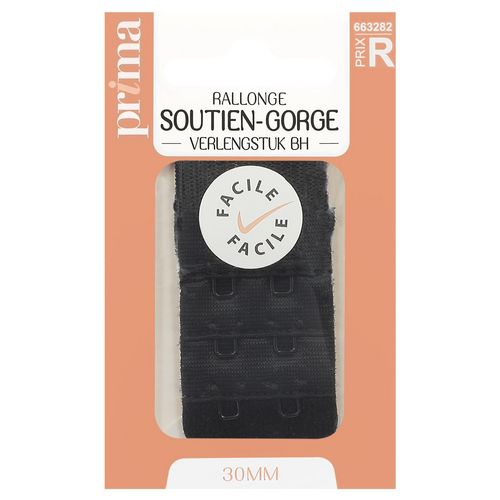 prima
663282
PRIX R
RALLONGE
SOUTIEN-GORGE
VERLENGSTUK BH
FACILE
FACILE
30MM